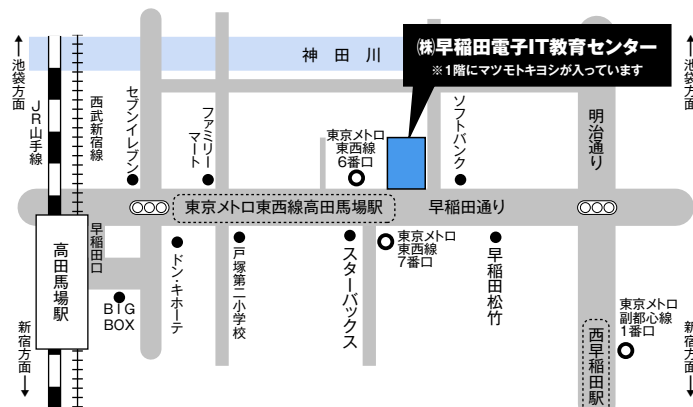 ㈱早稲田電子IT教育センター
※1階にマツモトキヨシが入っています
神田川
↑池袋方面
JR山手線
西武新宿線
セブンイレブン
ファミリー
マート
東京メトロ
東西線
6番口
ソフトバンク
明治通り
↑池袋方面
東京メトロ東西線高田馬場駅
早稲田通り
高田馬場駅
早稲田口
BIG
BOX
ドン・キホーテ
戸塚第二小学校
スターバックス
東京メトロ
東西線
7番口
早稲田松竹
東京メトロ
副都心線
1番口
西早稲田駅
新宿方面↓
新宿方面↓